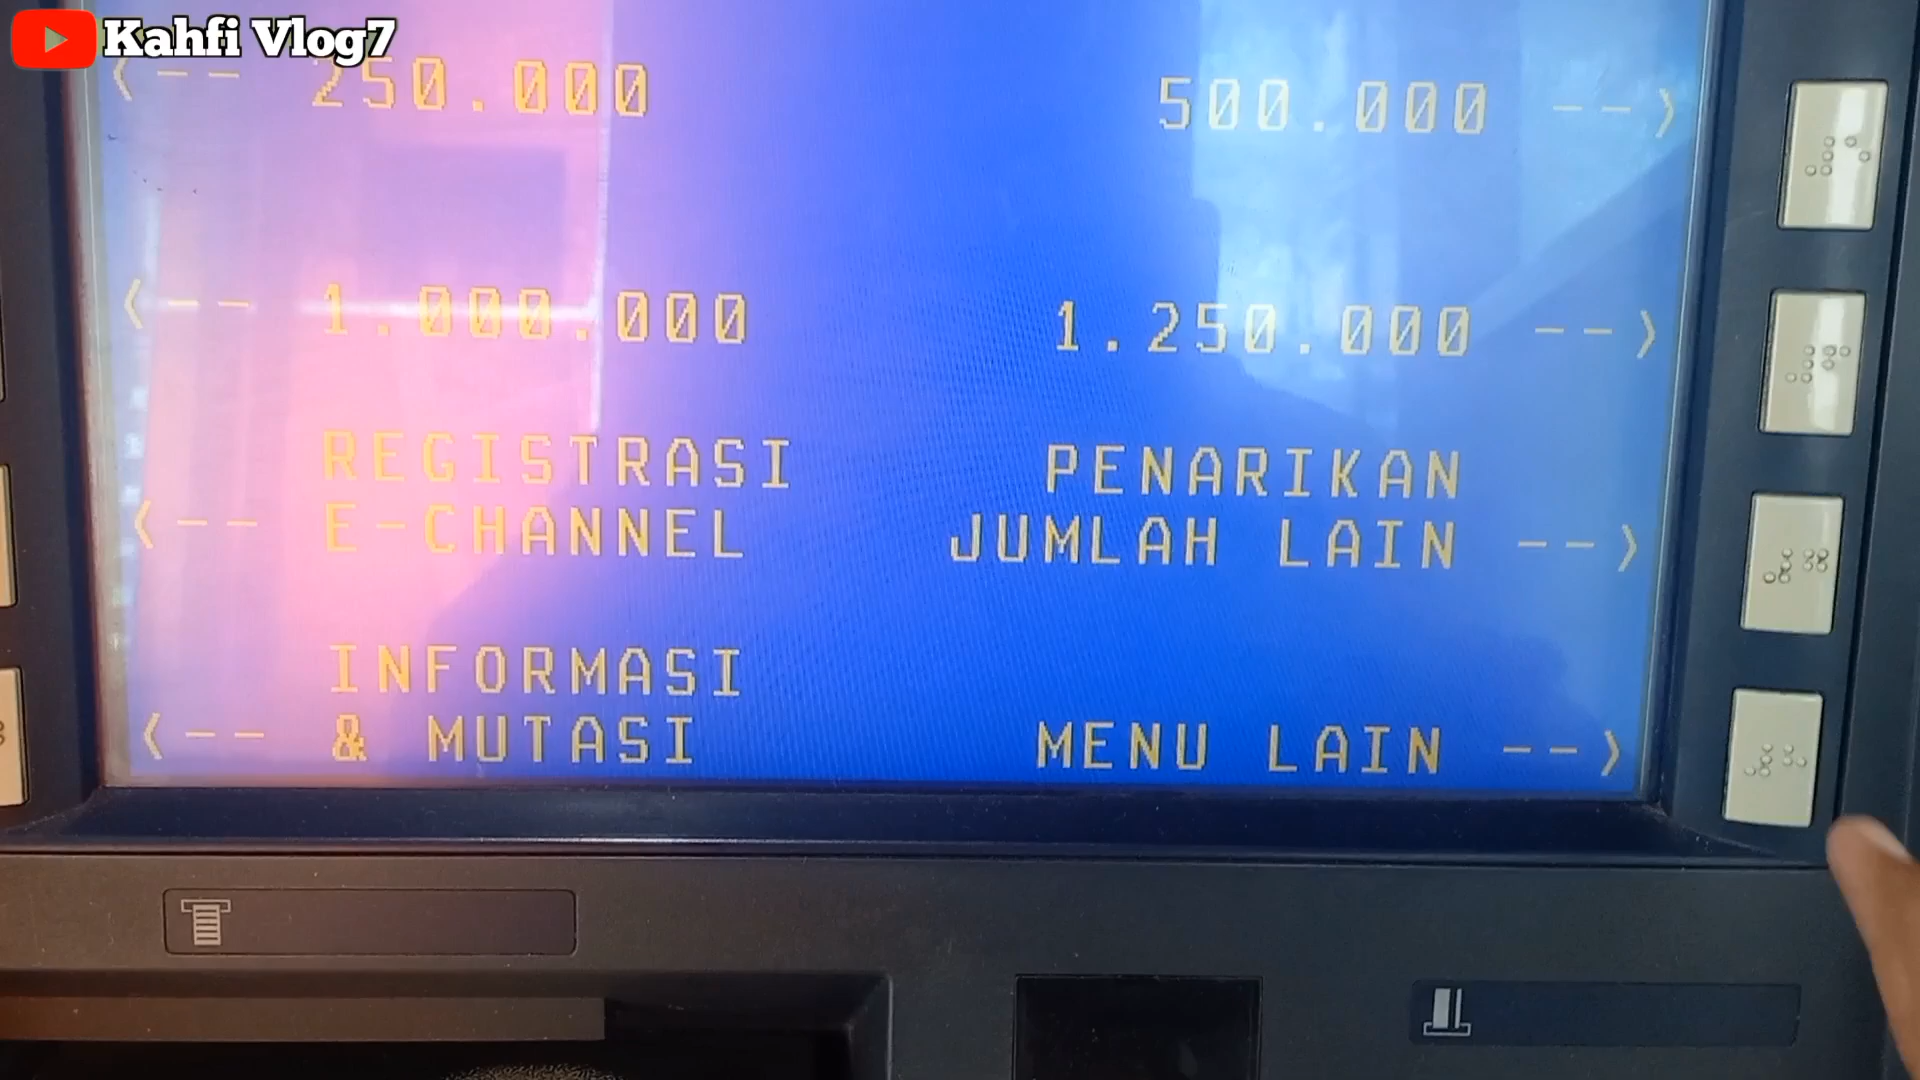 Kahfi Vlog7
<-- 250.000
500.000 -->
<-- 1.000.000
1.250.000 -->
REGISTRASI
<-- E-CHANNEL
PENARIKAN
JUMLAH LAIN -->
INFORMASI
<-- & MUTASI
MENU LAIN -->